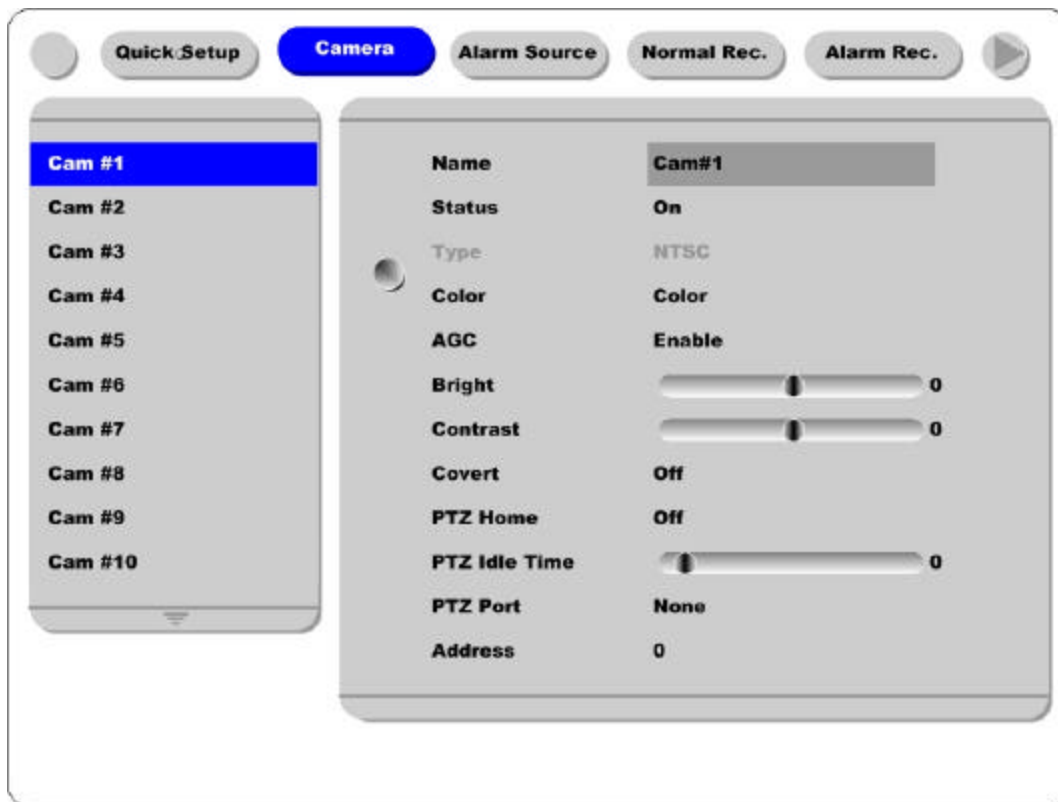 Quick Setup
Camera
Alarm Source
Normal Rec.
Alarm Rec.
Cam #1
Cam #2
Cam #3
Cam #4
Cam #5
Cam #6
Cam #7
Cam #8
Cam #9
Cam #10
Name Cam#1
Status On
Type NTSC
Color Color
AGC Enable
Bright 0
Contrast 0
Covert Off
PTZ Home Off
PTZ Idle Time 0
PTZ Port None
Address 0